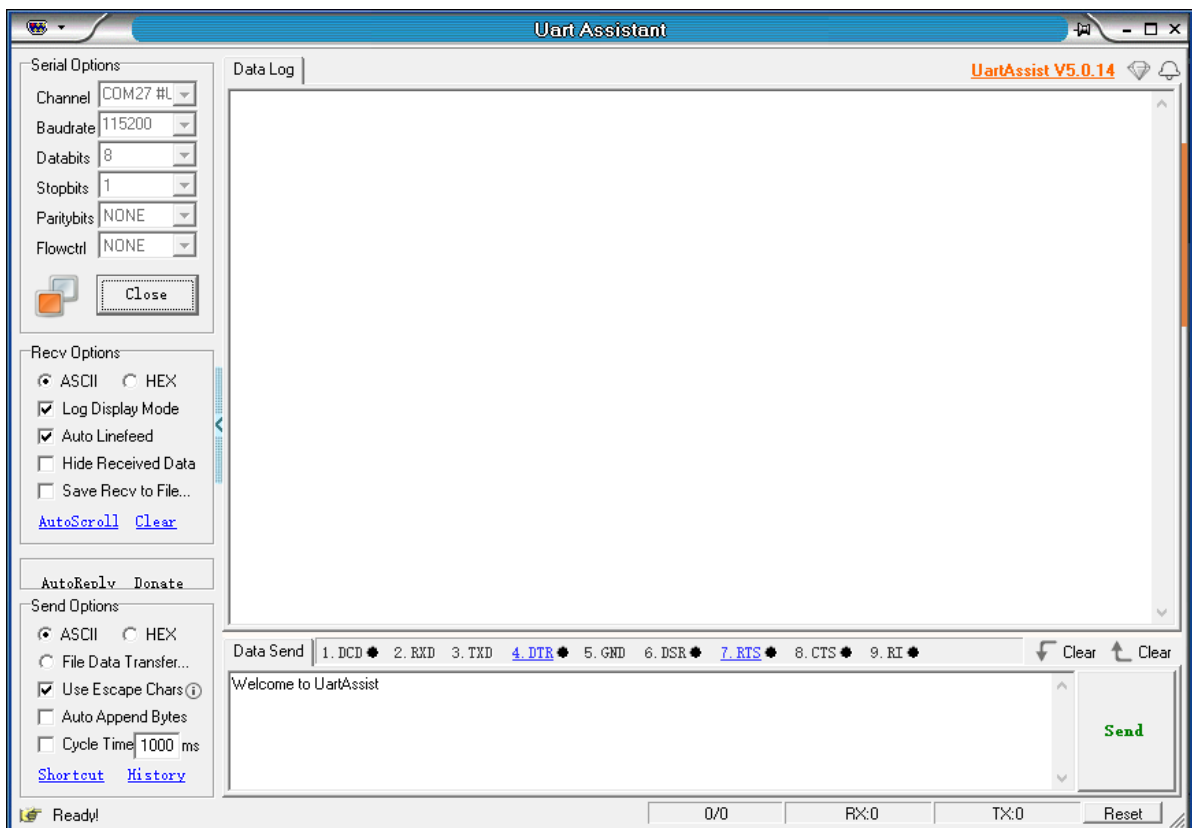 Uart Assistant
Serial Options
Channel COM27 #U
Baudrate 115200
Databits 8
Stopbits 1
Paritybits NONE
Flowctrl NONE
Close
Recv Options
ASCII HEX
Log Display Mode
Auto Linefeed
Hide Received Data
Save Recv to File...
AutoScroll Clear
AutoReply Donate
Send Options
ASCII HEX
File Data Transfer...
Use Escape Chars
Auto Append Bytes
Cycle Time 1000 ms
Shortcut History
Data Log
UartAssist V5.0.14
Data Send 1. DCD 2. RXD 3. TXD 4. DTR 5. GND 6. DSR 7. RTS 8. CTS 9. RI Clear Clear
Welcome to UartAssist
Send
Ready! 0/0 RX:0 TX:0 Reset